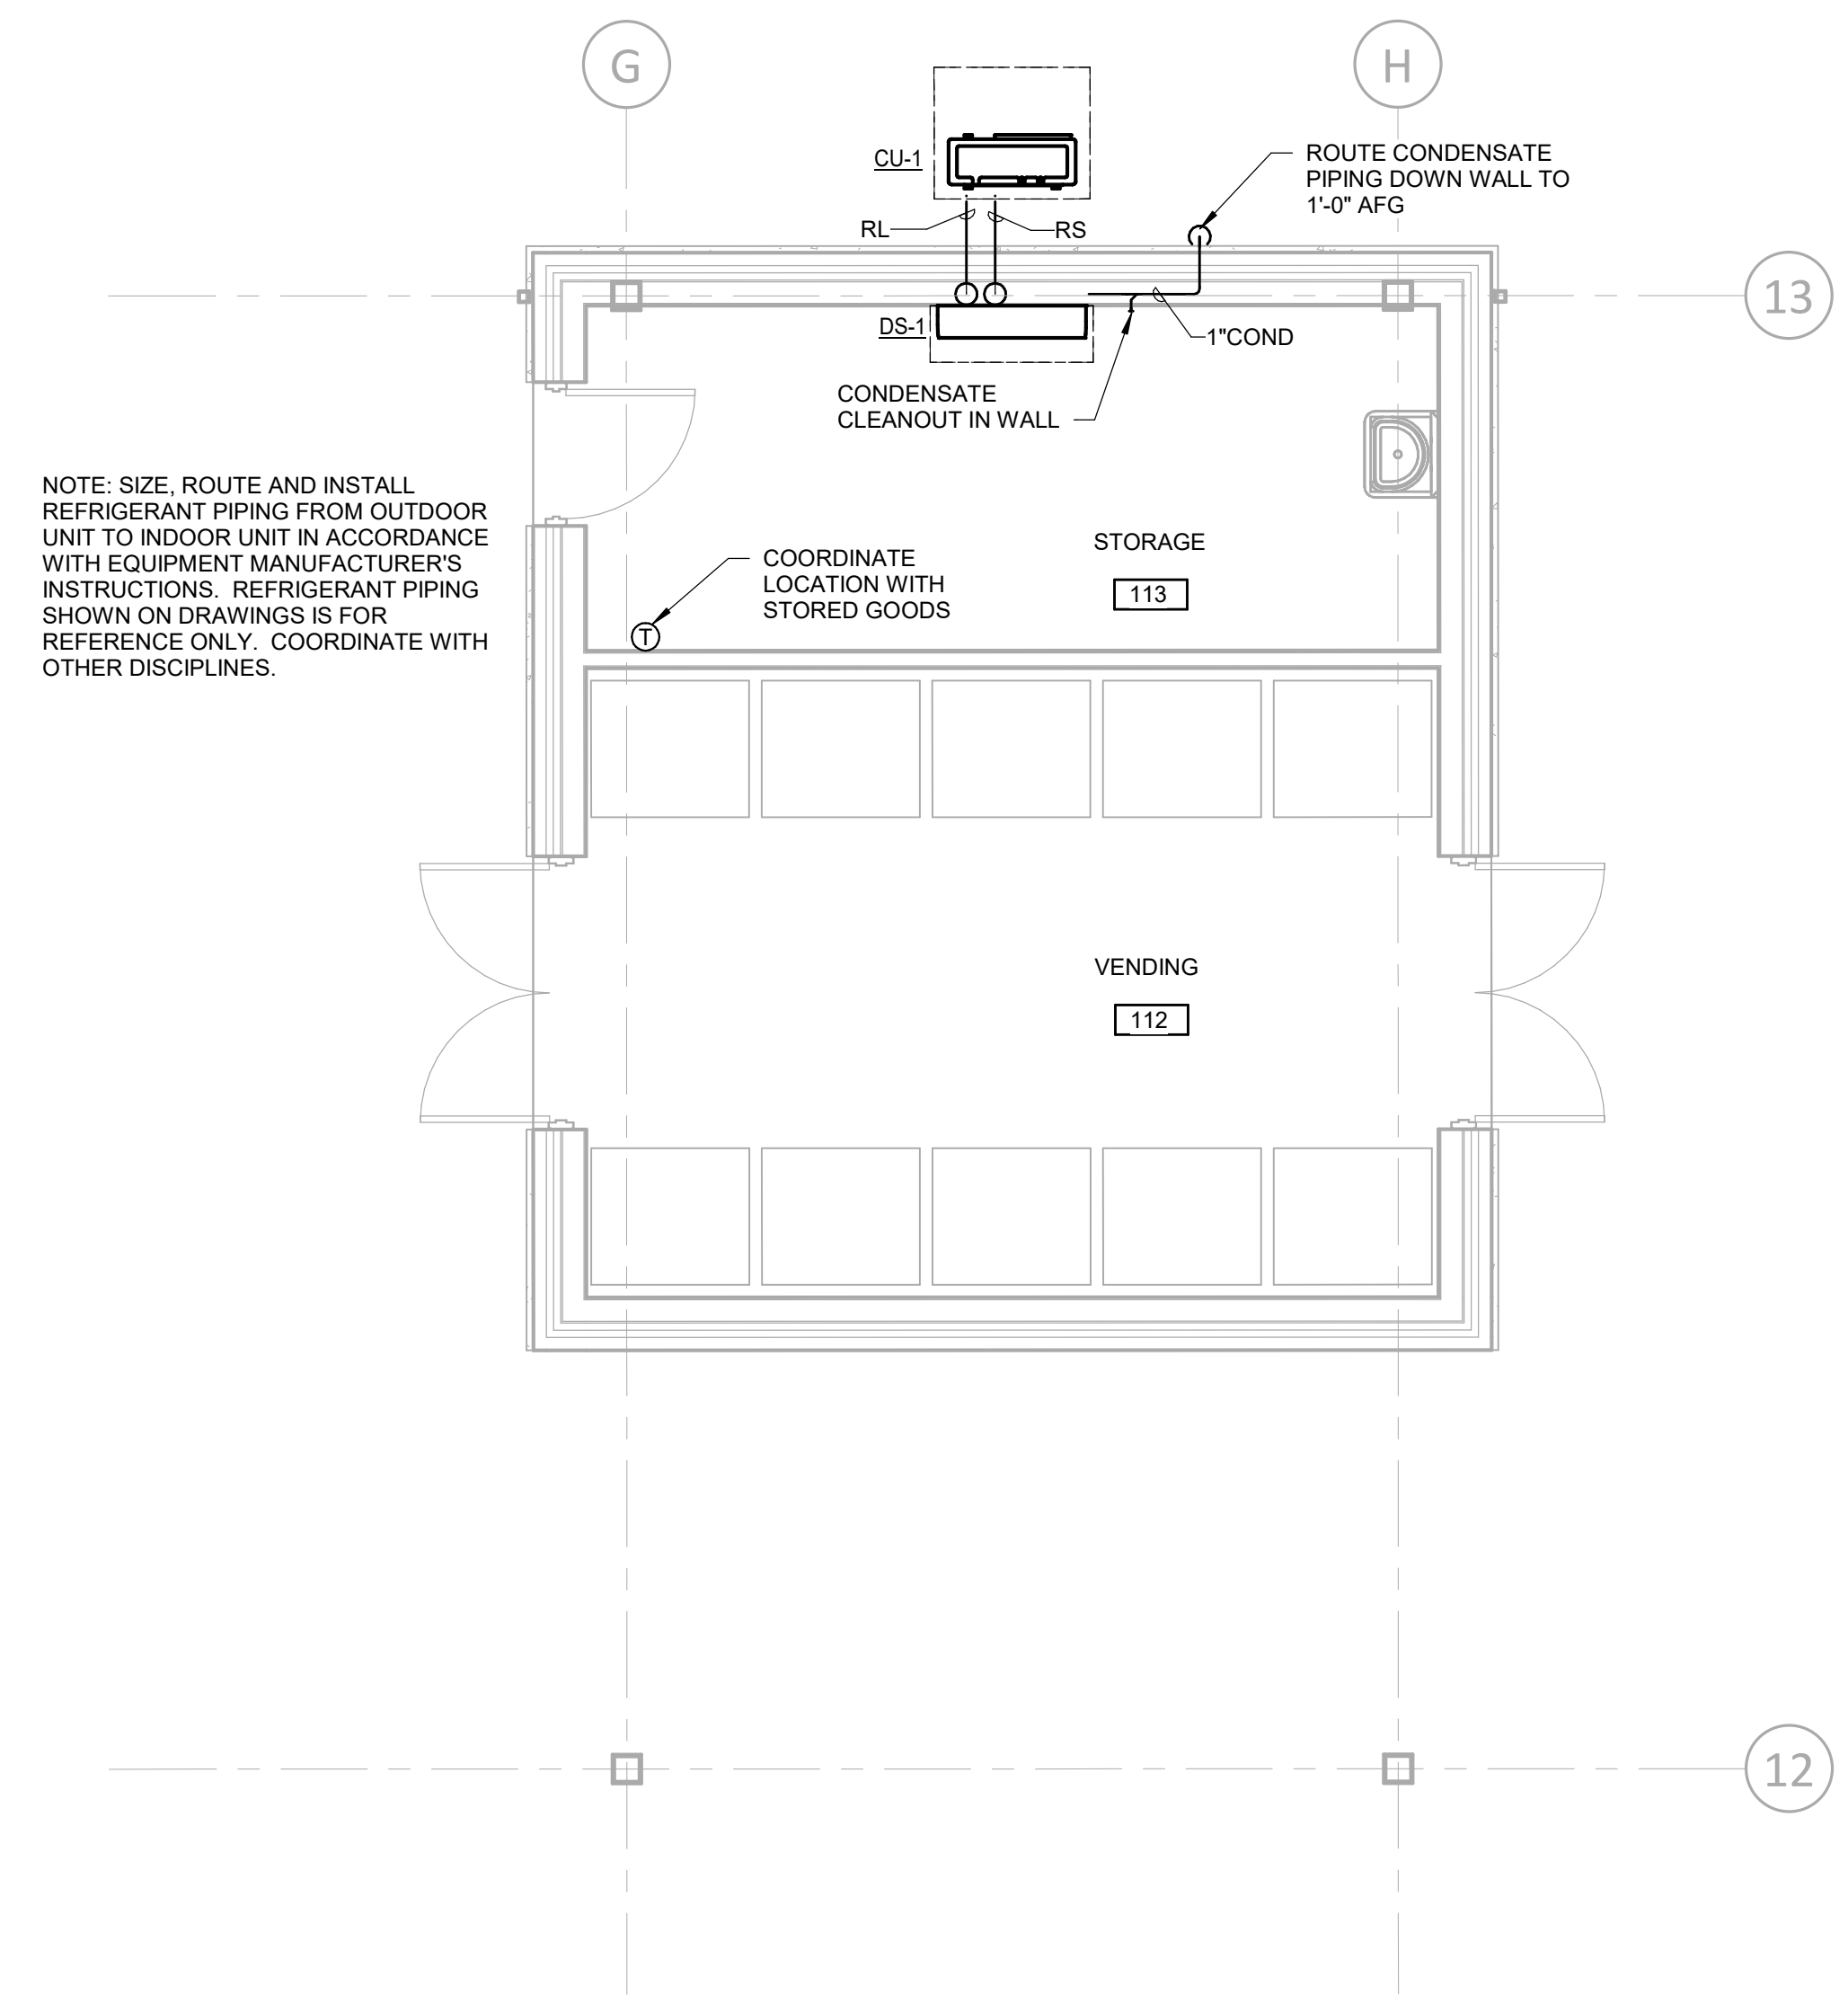 G
H
CU-1
ROUTE CONDENSATE
PIPING DOWN WALL TO
1'-0" AFG
RL
RS
13
DS-1
1"COND
CONDENSATE
CLEANOUT IN WALL
NOTE: SIZE, ROUTE AND INSTALL
REFRIGERANT PIPING FROM OUTDOOR
UNIT TO INDOOR UNIT IN ACCORDANCE
WITH EQUIPMENT MANUFACTURER'S
INSTRUCTIONS. REFRIGERANT PIPING
SHOWN ON DRAWINGS IS FOR
REFERENCE ONLY. COORDINATE WITH
OTHER DISCIPLINES.
COORDINATE
LOCATION WITH
STORED GOODS
T
STORAGE
113
VENDING
112
12